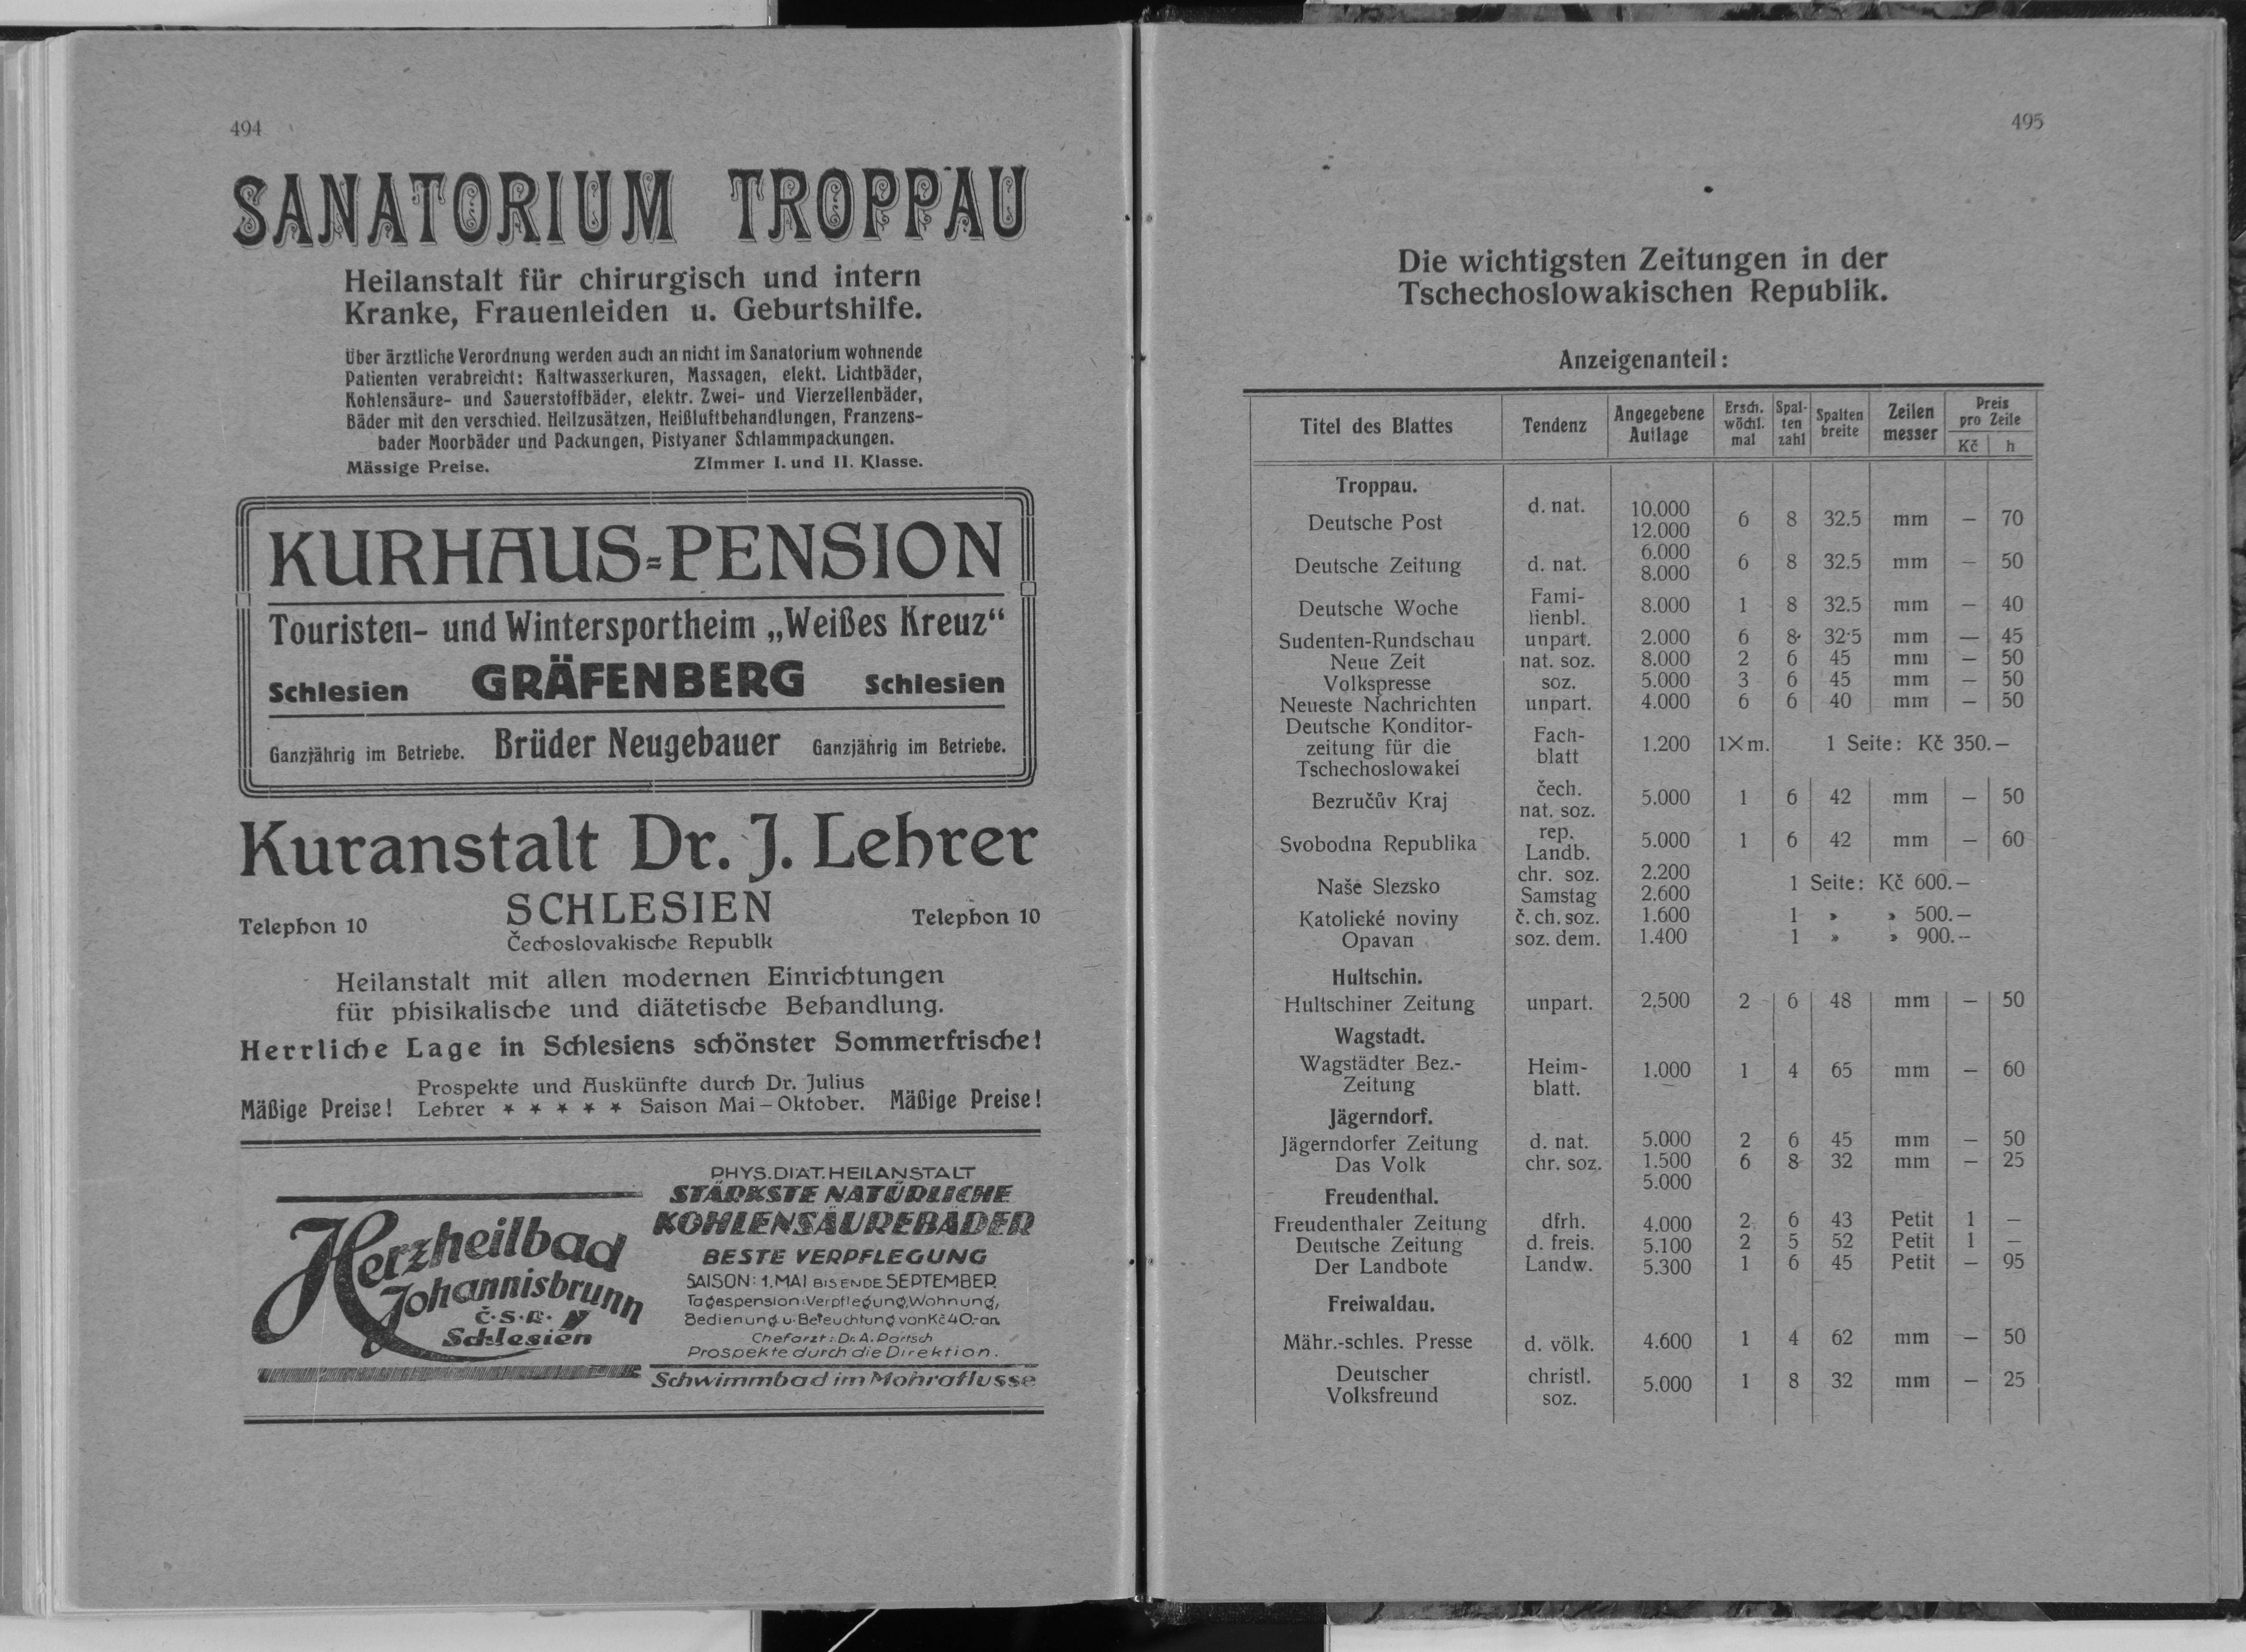 494
SANATORIUM TROPPAU
Heilanstalt für chirurgisch und intern
Kranke, Frauenleiden u. Geburtshilfe.
Über ärztliche Verordnung werden auch an nicht im Sanatorium wohnende
Patienten verabreicht: Kaltwasserkuren, Massagen, elekt. Lichtbäder,
Kohlensäure- und Sauerstoffbäder, elektr. Zwei- und Vierzellenbäder,
Bäder mit den verschied. Heilzusätzen, Heißluftbehandlungen, Franzens-
bader Moorbäder und Packungen, Pistyaner Schlammpackungen.
Mässige Preise. Zimmer I. und II. Klasse.
KURHAUS-PENSION
Touristen- und Wintersportheim „Weißes Kreuz“
Schlesien GRÄFENBERG Schlesien
Ganzjährig im Betriebe. Brüder Neugebauer Ganzjährig im Betriebe.
Kuranstalt Dr. J. Lehrer
SCHLESIEN
Telephon 10 Telephon 10
Čechoslovakische Republk
Heilanstalt mit allen modernen Einrichtungen
für phisikalische und diätetische Behandlung.
Herrliche Lage in Schlesiens schönster Sommerfrische!
Prospekte und Auskünfte durch Dr. Julius
Mäßige Preise! Lehrer * * * * * Saison Mai – Oktober. Mäßige Preise!
Herzheilbad
Johannisbrunn
Č.S.R.
Schlesien
PHYS.DIÄT.HEILANSTALT
STÄRKSTE NATÜRLICHE
KOHLENSÄUREBÄDER
BESTE VERPFLEGUNG
SAISON: 1.MAI BIS ENDE SEPTEMBER
Tagespension:Verpflegung,Wohnung,
Bedienung u.Beleuchtung von Kč 40.-an
Chefarzt: Dr. A. Partsch
Prospekte durch die Direktion.
Schwimmbad im Mohraflusse
495
Die wichtigsten Zeitungen in der
Tschechoslowakischen Republik.
Anzeigenanteil:
Titel des Blattes Tendenz Angegebene Auflage Ersch. wöchl. mal Spal-ten zahl Spalten breite Zeilen messer Preis pro Zeile Kč h
Troppau.
Deutsche Post d. nat. 10.000 12.000 6 8 32.5 mm — 70
Deutsche Zeitung d. nat. 6.000 8.000 6 8 32.5 mm — 50
Deutsche Woche Fami-lienbl. 8.000 1 8 32.5 mm — 40
Sudenten-Rundschau unpart. 2.000 6 8 32·5 mm — 45
Neue Zeit nat. soz. 8.000 2 6 45 mm — 50
Volkspresse soz. 5.000 3 6 45 mm — 50
Neueste Nachrichten unpart. 4.000 6 6 40 mm — 50
Deutsche Konditor-
zeitung für die Fach-blatt 1.200 1×m. 1 Seite: Kč 350.—
Tschechoslowakei
Bezručův Kraj čech. nat. soz. 5.000 1 6 42 mm — 50
Svobodna Republika rep. Landb. 5.000 1 6 42 mm — 60
Naše Slezsko chr. soz. Samstag 2.200 2.600 1 Seite: Kč 600.—
Katolické noviny č. ch. soz. 1.600 1 » » 500.—
Opavan soz. dem. 1.400 1 » » 900.—
Hultschin.
Hultschiner Zeitung unpart. 2,500 2 6 48 mm — 50
Wagstadt.
Wagstädter Bez.-
Zeitung Heim-blatt. 1.000 1 4 65 mm — 60
Jägerndorf.
Jägerndorfer Zeitung d. nat. 5.000 2 6 45 mm — 50
Das Volk chr. soz. 1.500 6 8 32 mm — 25
5.000
Freudenthal.
Freudenthaler Zeitung dfrh. 4.000 2 6 43 Petit 1 —
Deutsche Zeitung d. freis. 5.100 2 5 52 Petit 1 —
Der Landbote Landw. 5.300 1 6 45 Petit — 95
Freiwaldau.
Mähr.-schles. Presse d. völk. 4.600 1 4 62 mm — 50
Deutscher
Volksfreund christl. soz. 5.000 1 8 32 mm — 25